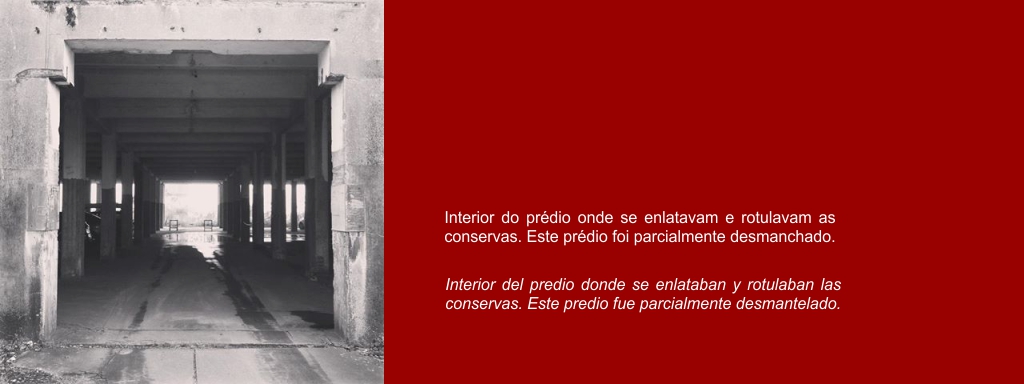 Interior do prédio onde se enlatavam e rotulavam as
conservas. Este prédio foi parcialmente desmanchado.
Interior del predio donde se enlataban y rotulaban las
conservas. Este predio fue parcialmente desmantelado.